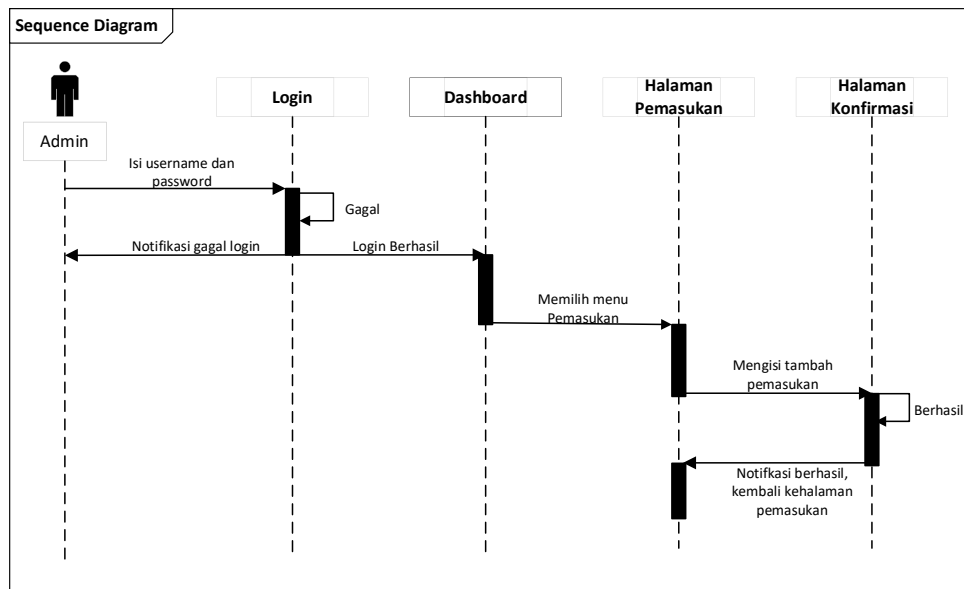 Sequence Diagram
Admin
Login
Dashboard
Halaman
Pemasukan
Halaman
Konfirmasi
Isi username dan
password
Gagal
Notifikasi gagal login
Login Berhasil
Memilih menu
Pemasukan
Mengisi tambah
pemasukan
Berhasil
Notifkasi berhasil,
kembali kehalaman
pemasukan